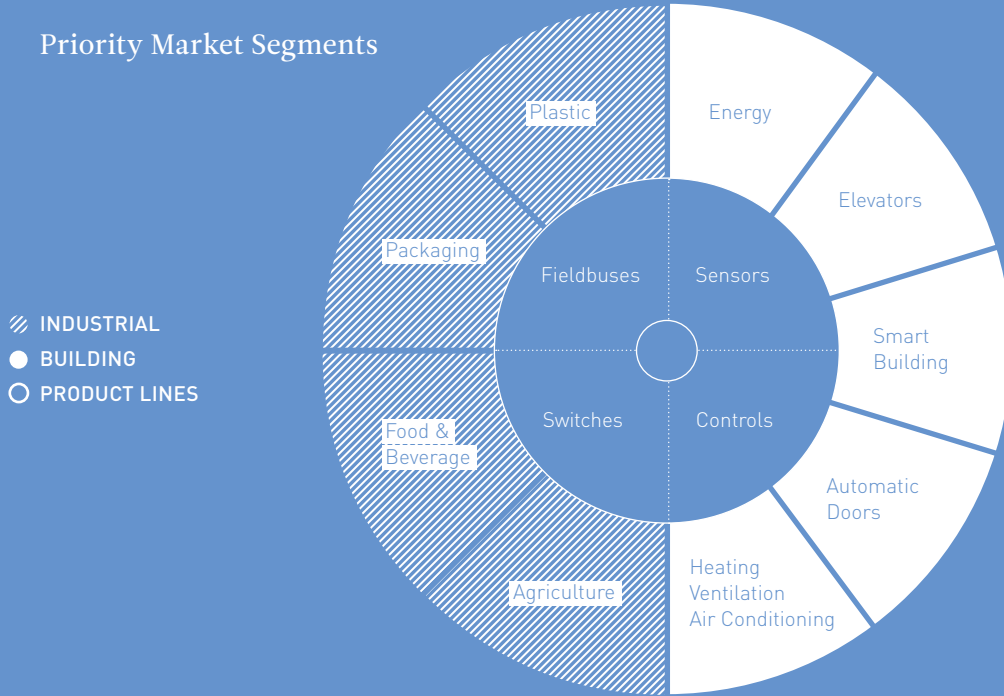 Priority Market Segments
Plastic
Energy
Elevators
Packaging
Fieldbuses
Sensors
INDUSTRIAL
BUILDING
PRODUCT LINES
Smart
Building
Switches
Controls
Food &
Beverage
Automatic
Doors
Agriculture
Heating
Ventilation
Air Conditioning